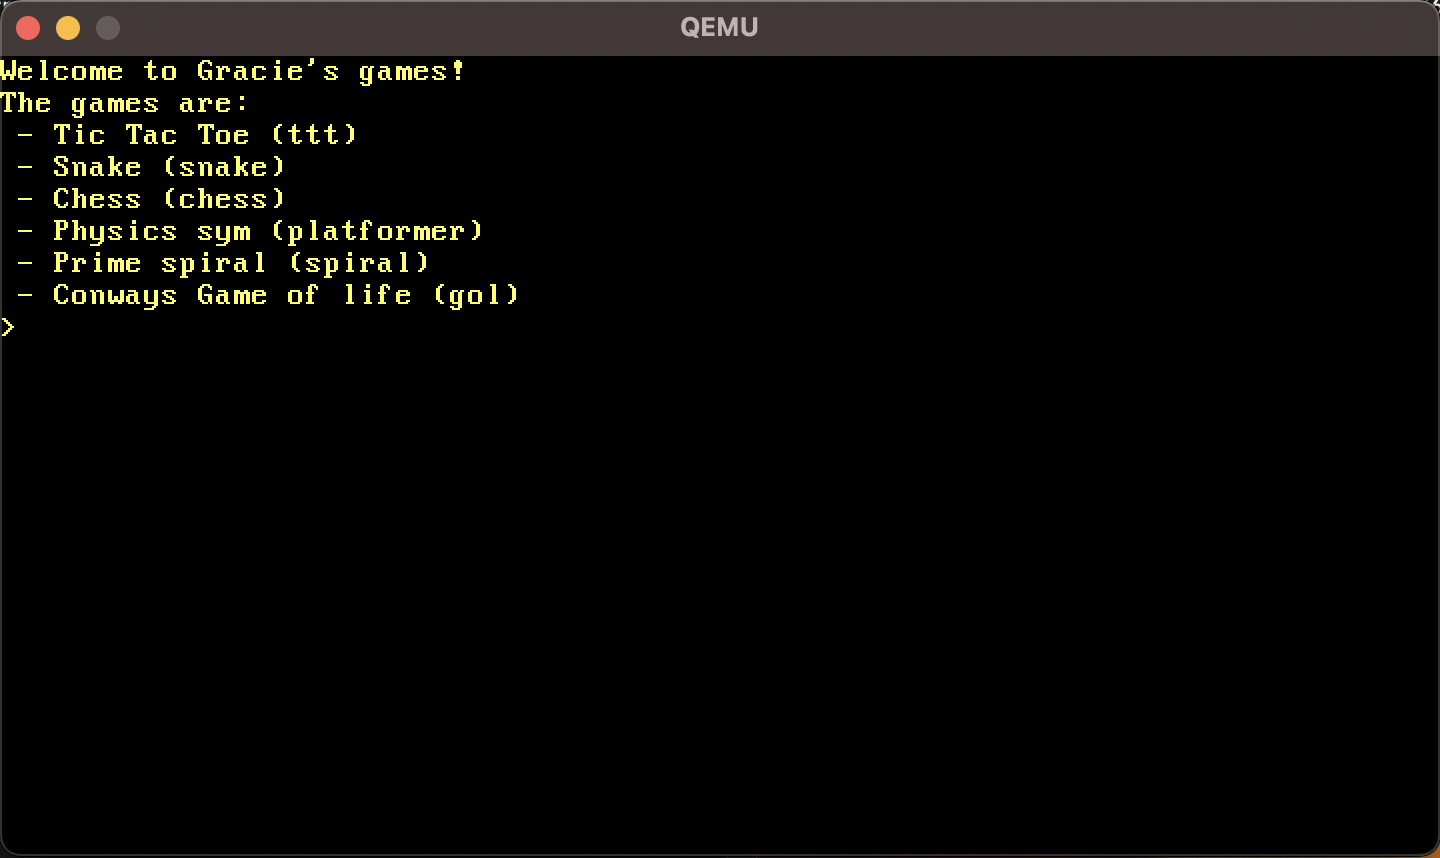 QEMU
Welcome to Gracie's games!
The games are:
- Tic Tac Toe (ttt)
- Snake (snake)
- Chess (chess)
- Physics sym (platformer)
- Prime spiral (spiral)
- Conways Game of life (gol)
>